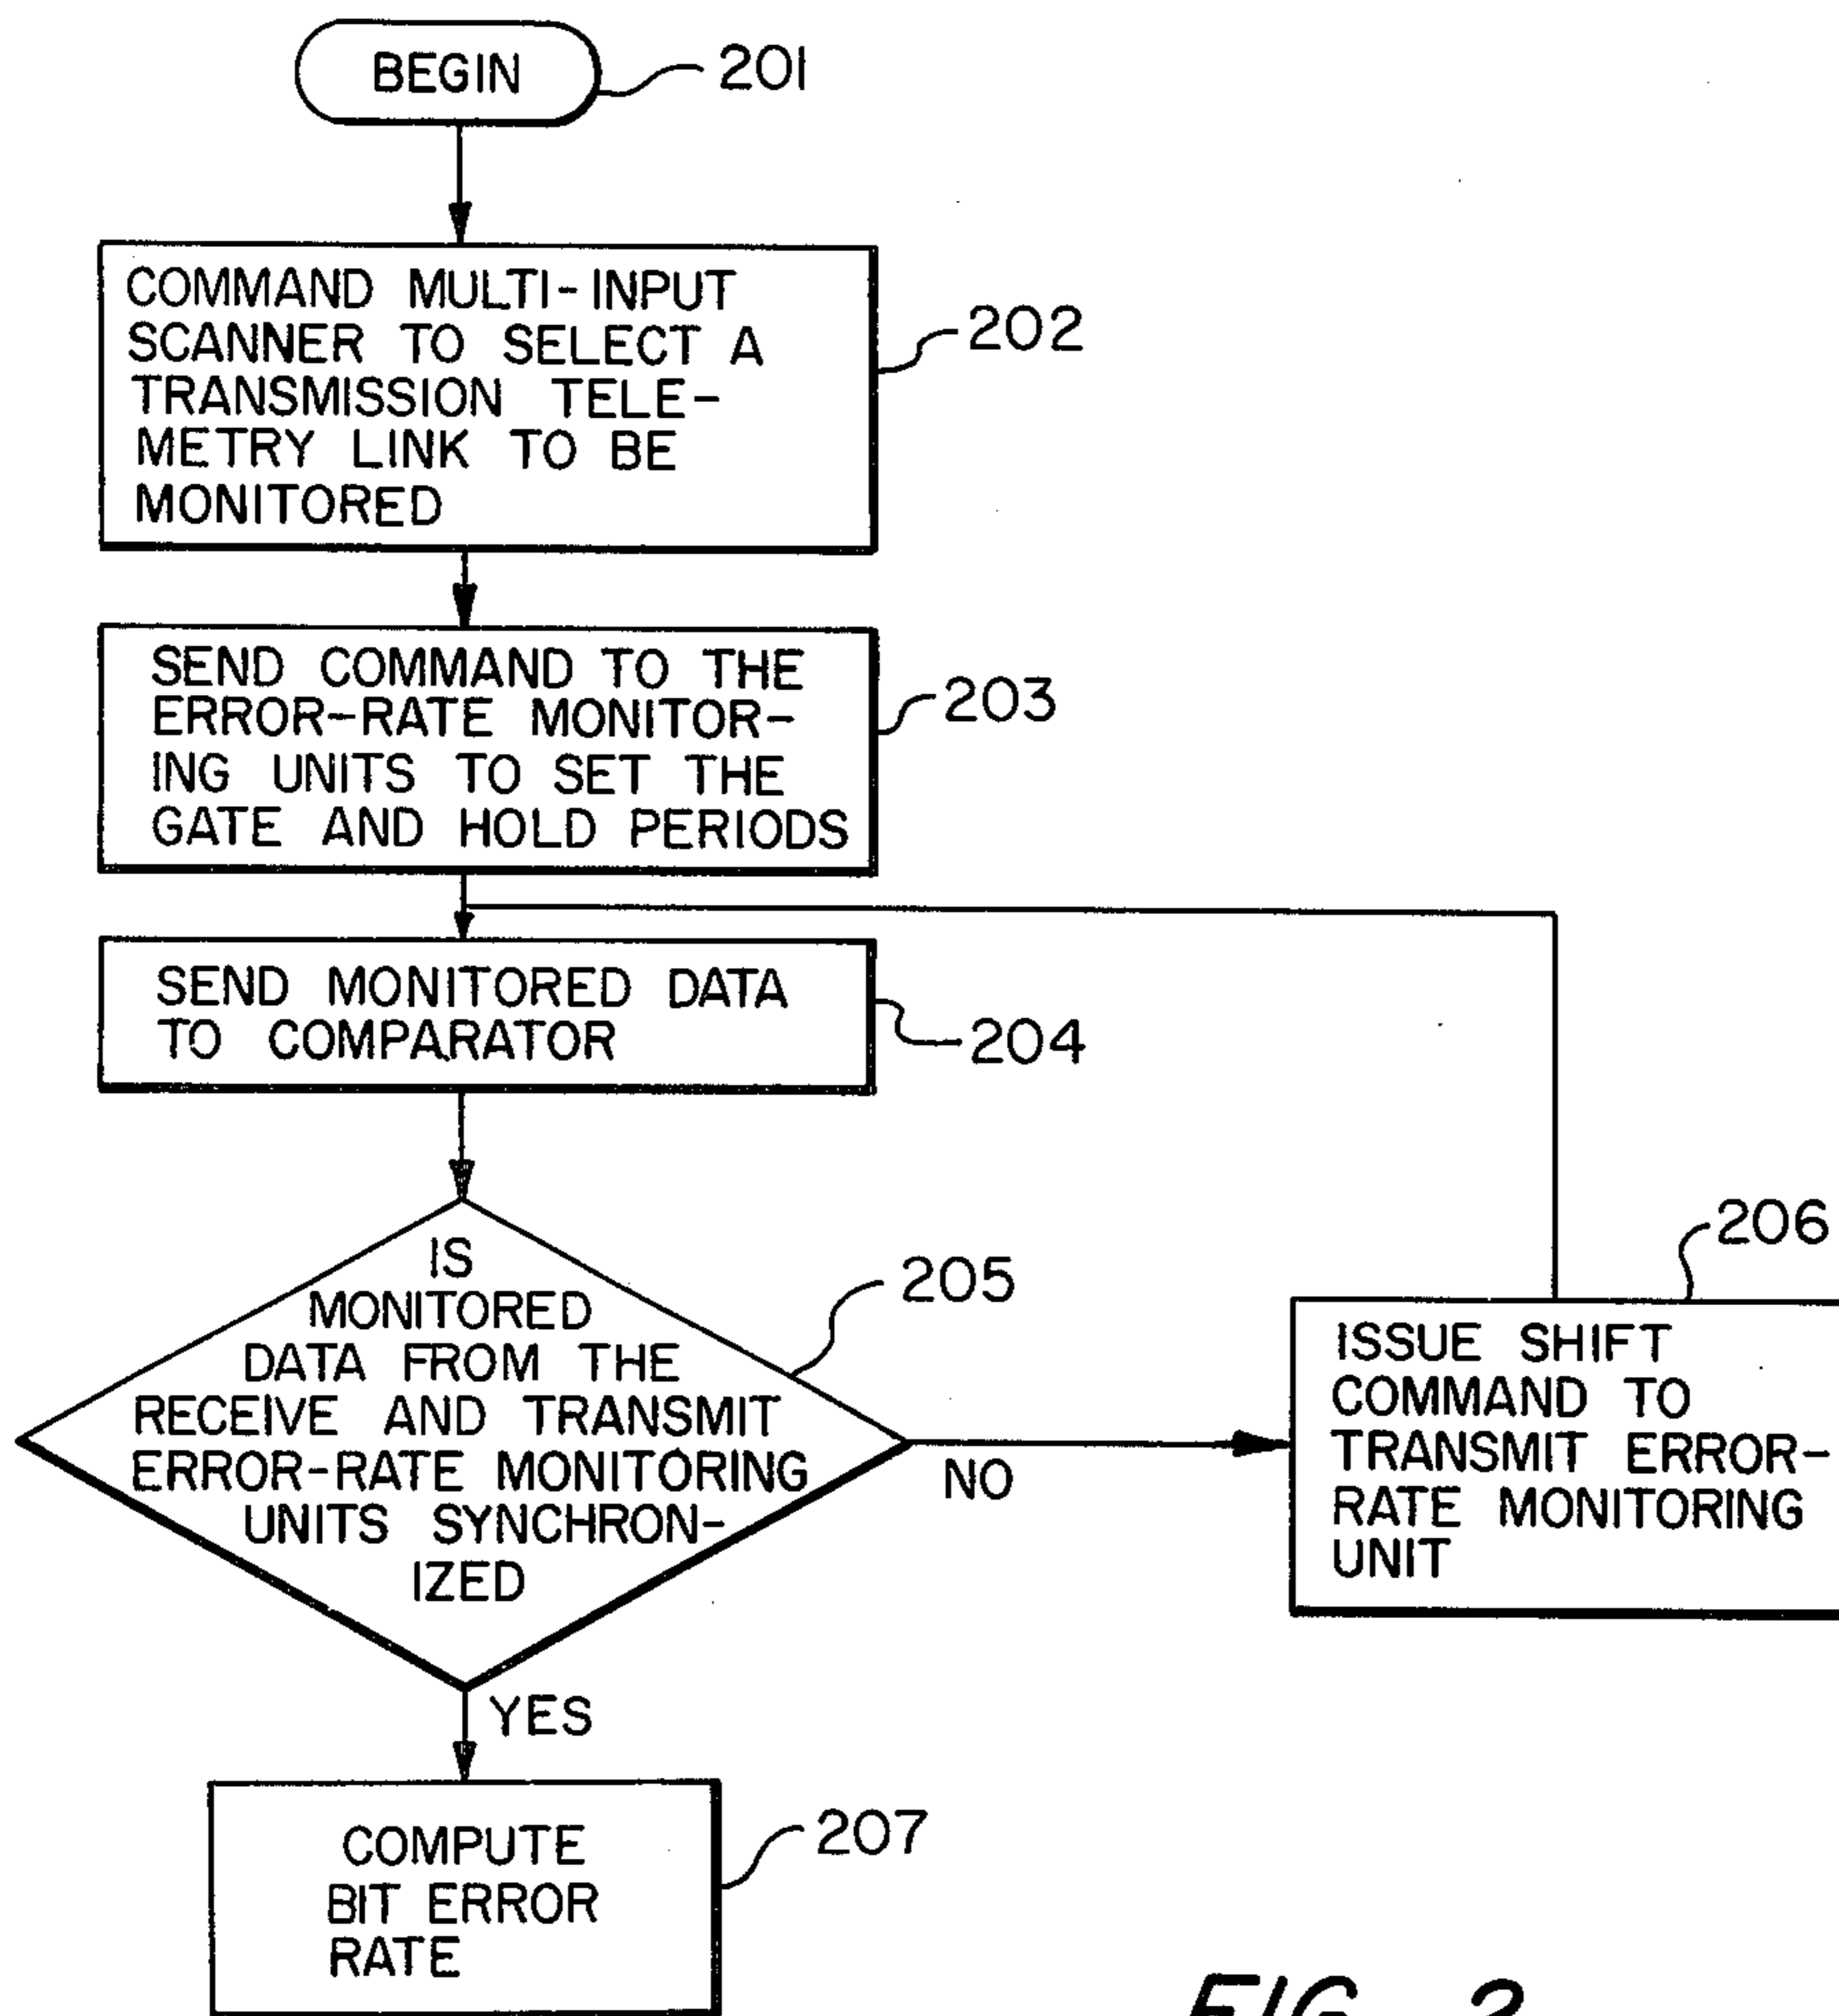 BEGIN
201
COMMAND MULTI-INPUT
SCANNER TO SELECT A
TRANSMISSION TELE-
METRY LINK TO BE
MONITORED
202
SEND COMMAND TO THE
ERROR-RATE MONITOR-
ING UNITS TO SET THE
GATE AND HOLD PERIODS
203
SEND MONITORED DATA
TO COMPARATOR
204
IS
MONITORED
DATA FROM THE
RECEIVE AND TRANSMIT
ERROR-RATE MONITORING
UNITS SYNCHRON-
IZED
205
NO
206
ISSUE SHIFT
COMMAND TO
TRANSMIT ERROR-
RATE MONITORING
UNIT
YES
COMPUTE
BIT ERROR
RATE
207
FIG. 2